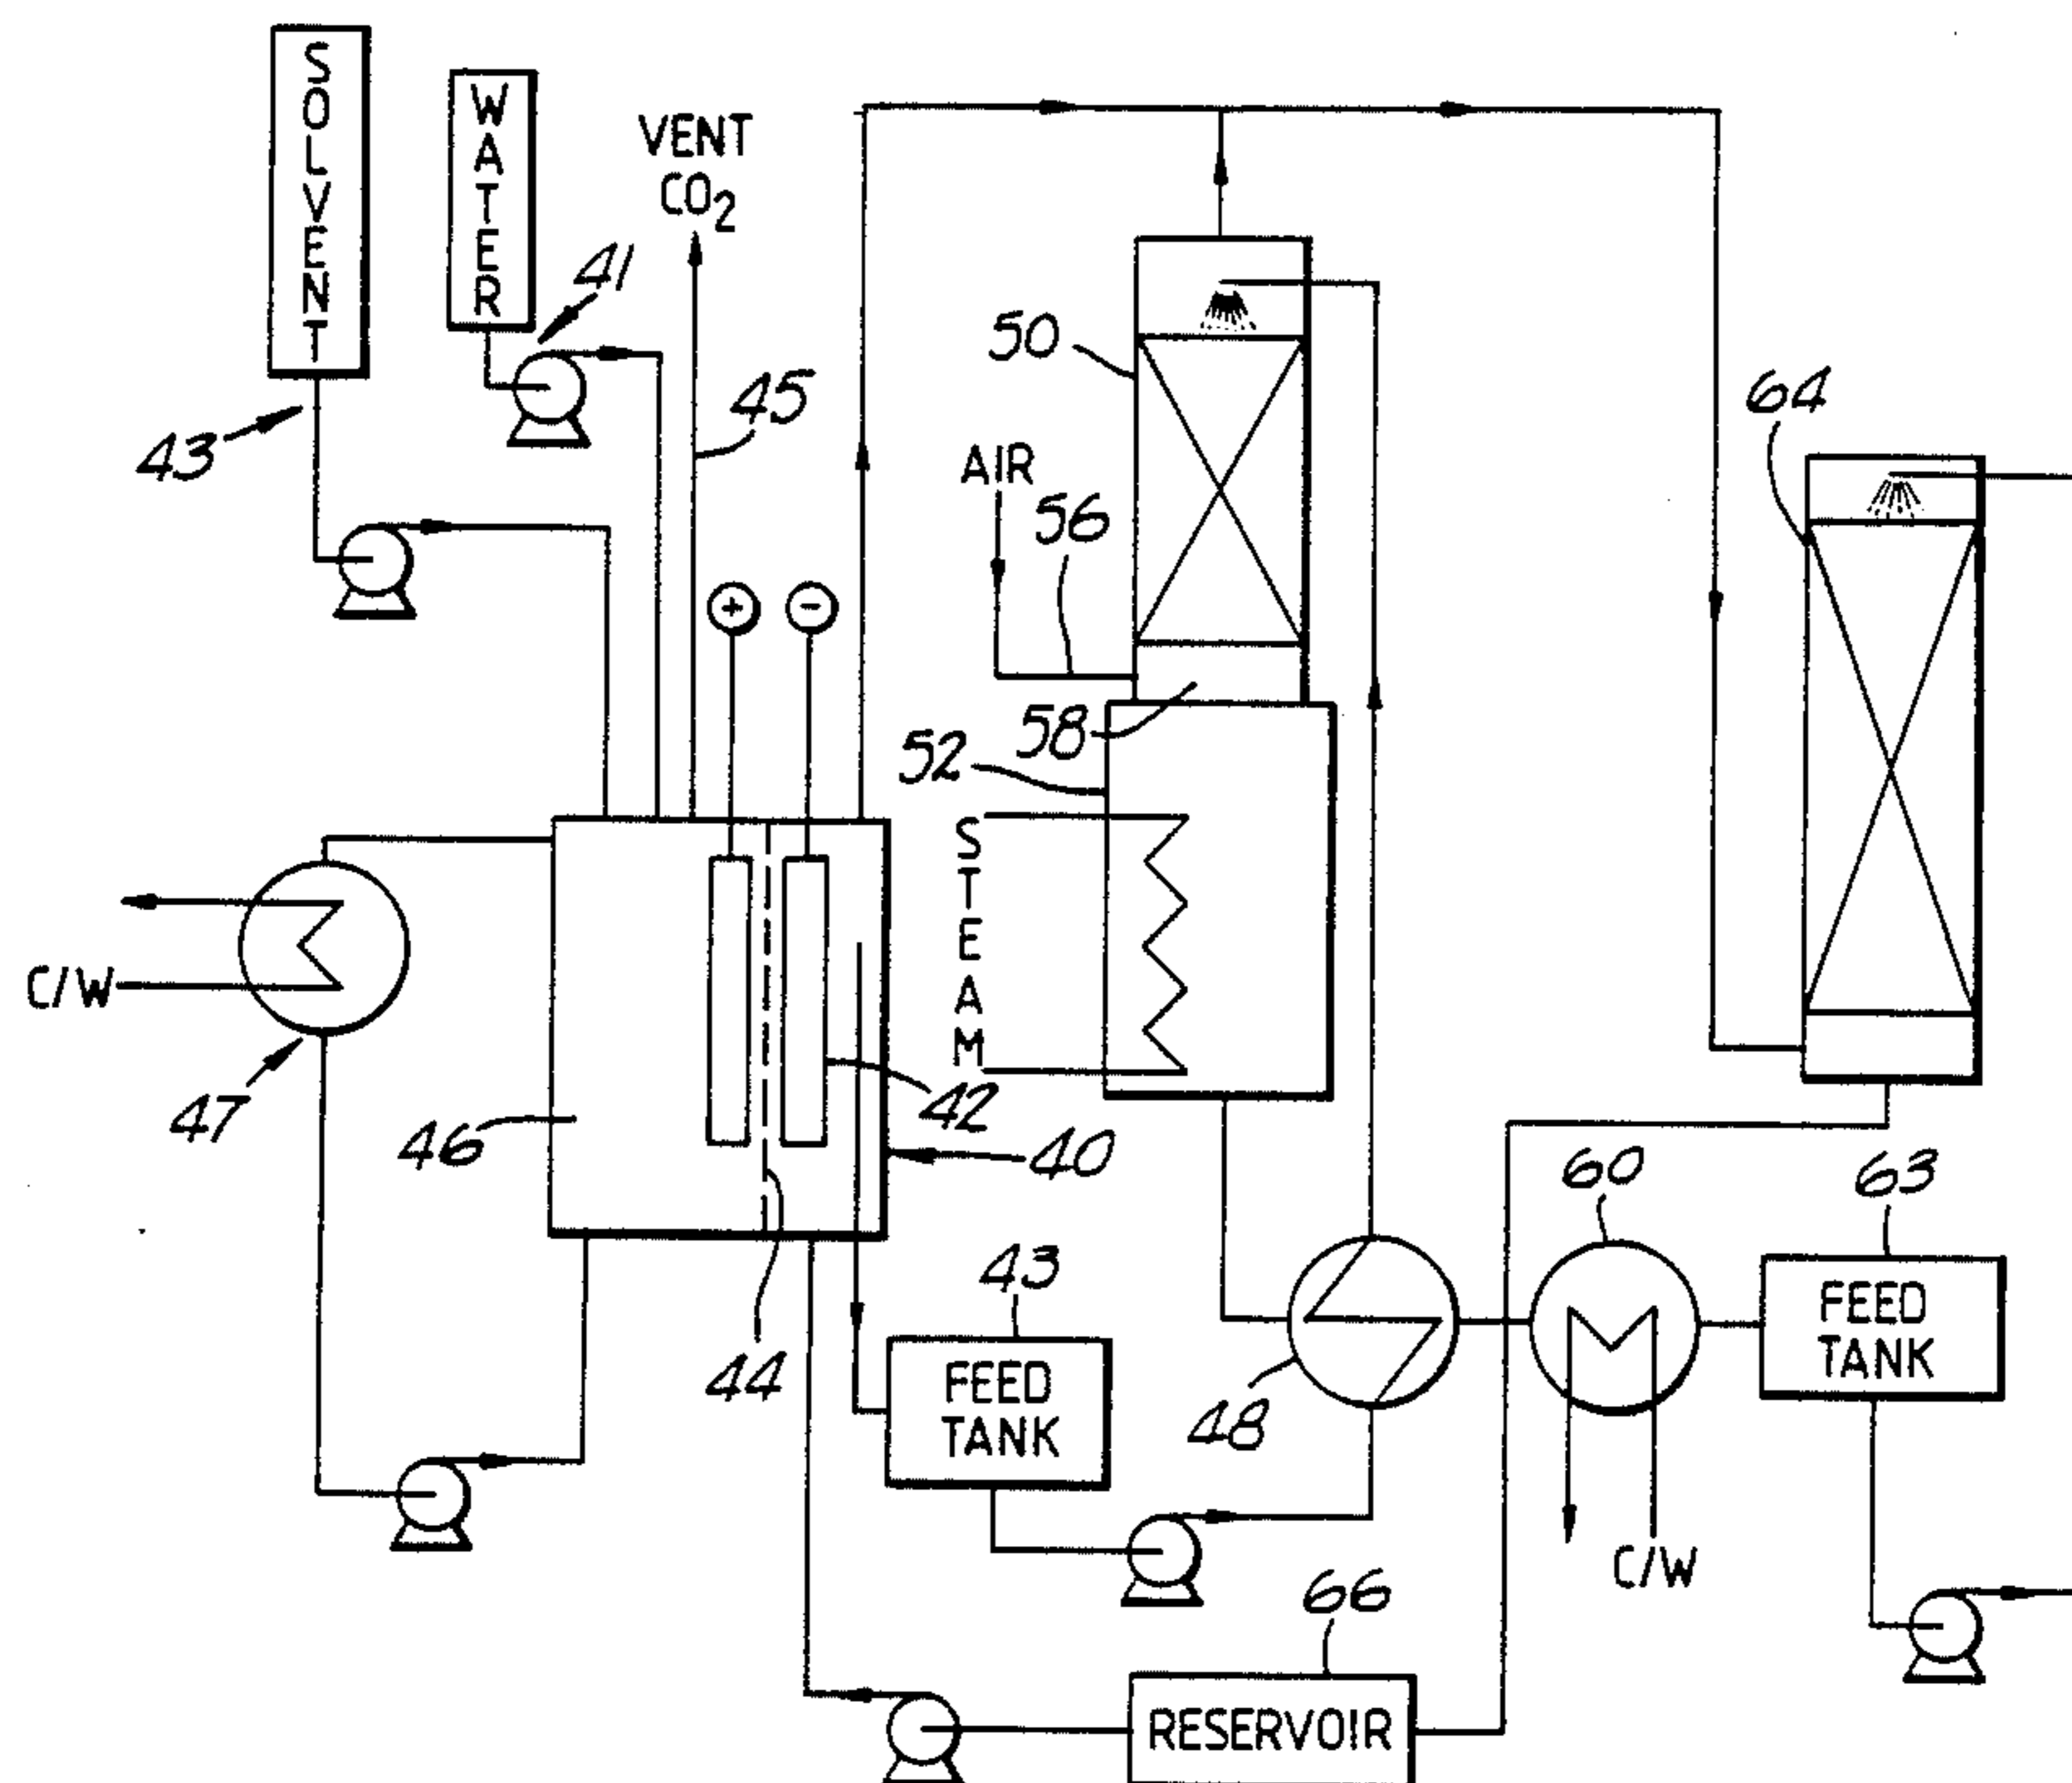 SOLVENT
WATER
VENT
CO2
41
43
45
50
AIR
56
64
+
-
58
52
STEAM
C/W
47
46
42
40
44
43
FEED
TANK
48
60
63
FEED
TANK
C/W
66
RESERVOIR